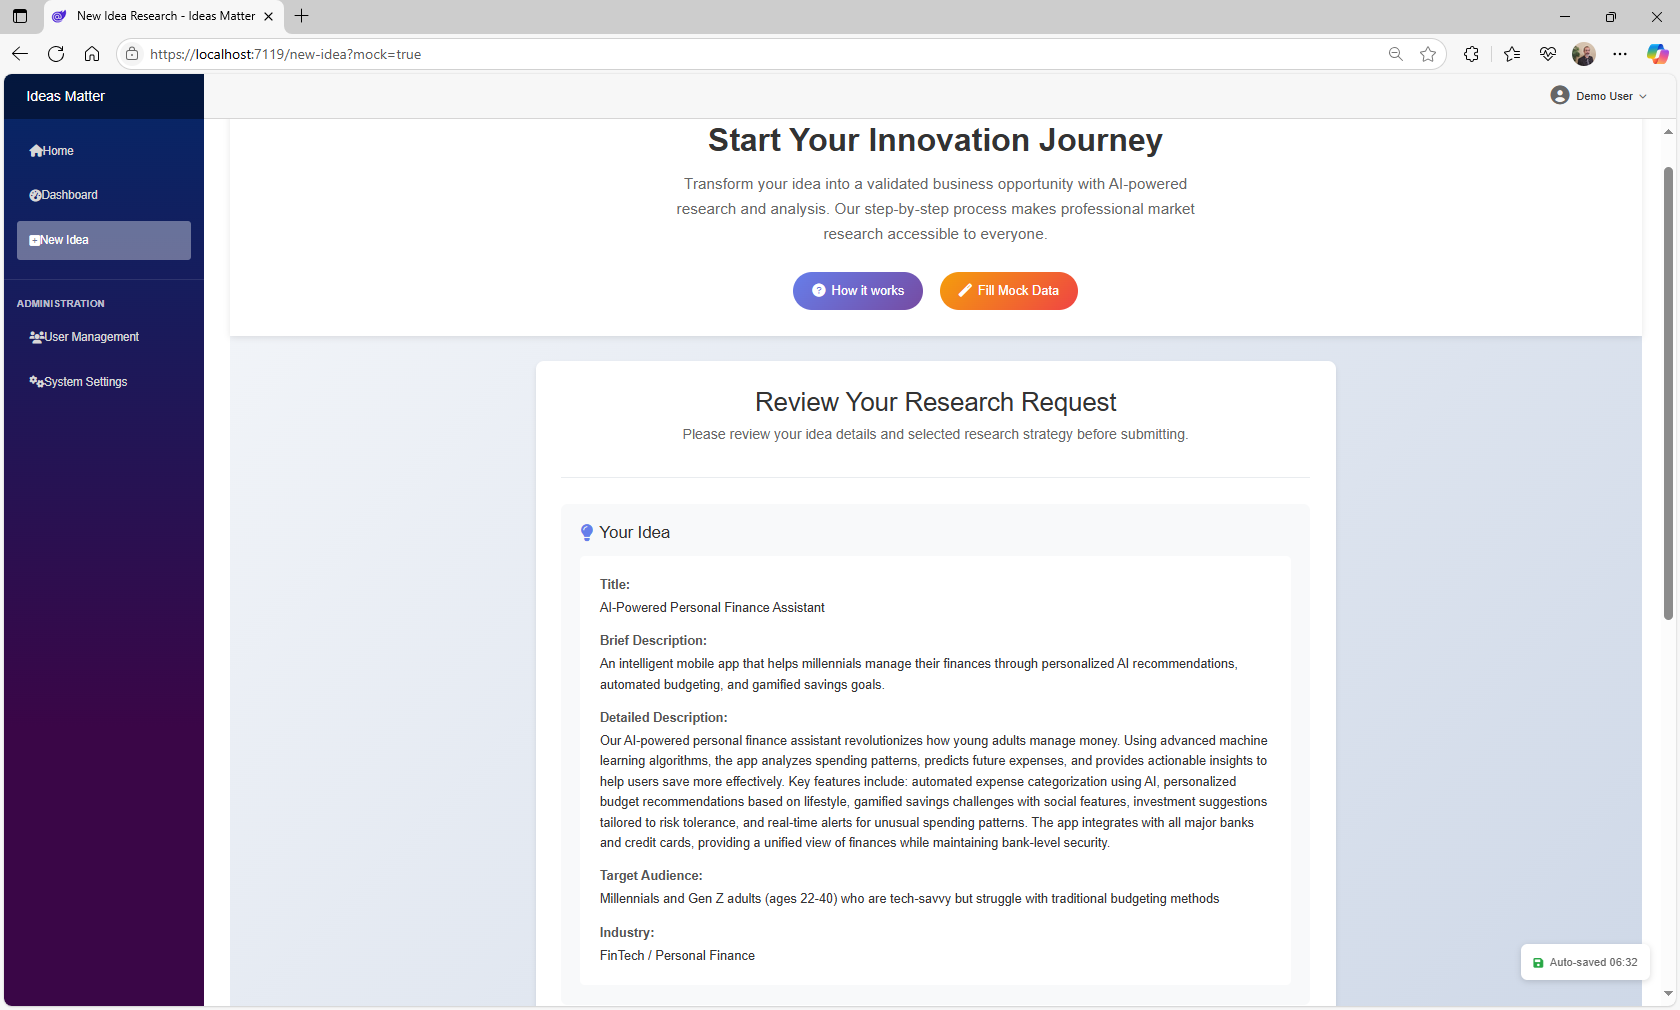 New Idea Research - Ideas Matter
https://localhost:7119/new-idea?mock=true
Ideas Matter
Demo User
Home
Dashboard
New Idea
ADMINISTRATION
User Management
System Settings
Start Your Innovation Journey
Transform your idea into a validated business opportunity with AI-powered
research and analysis. Our step-by-step process makes professional market
research accessible to everyone.
How it works
Fill Mock Data
Review Your Research Request
Please review your idea details and selected research strategy before submitting.
Your Idea
Title:
AI-Powered Personal Finance Assistant
Brief Description:
An intelligent mobile app that helps millennials manage their finances through personalized AI recommendations,
automated budgeting, and gamified savings goals.
Detailed Description:
Our AI-powered personal finance assistant revolutionizes how young adults manage money. Using advanced machine
learning algorithms, the app analyzes spending patterns, predicts future expenses, and provides actionable insights to
help users save more effectively. Key features include: automated expense categorization using AI, personalized
budget recommendations based on lifestyle, gamified savings challenges with social features, investment suggestions
tailored to risk tolerance, and real-time alerts for unusual spending patterns. The app integrates with all major banks
and credit cards, providing a unified view of finances while maintaining bank-level security.
Target Audience:
Millennials and Gen Z adults (ages 22-40) who are tech-savvy but struggle with traditional budgeting methods
Industry:
FinTech / Personal Finance
Auto-saved 06:32